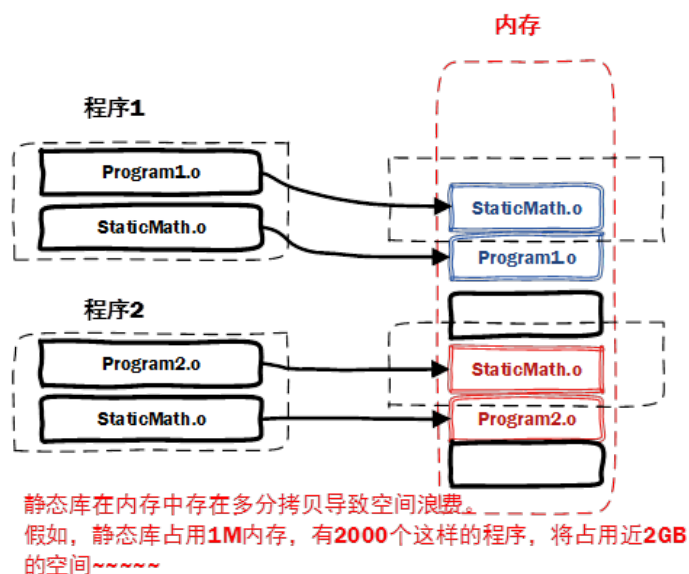 内存
程序1
Program1.o
StaticMath.o
StaticMath.o
Program1.o
程序2
Program2.o
StaticMath.o
StaticMath.o
Program2.o
静态库在内存中存在多分拷贝导致空间浪费。
假如，静态库占用1M内存，有2000个这样的程序，将占用近2GB
的空间~~~~~